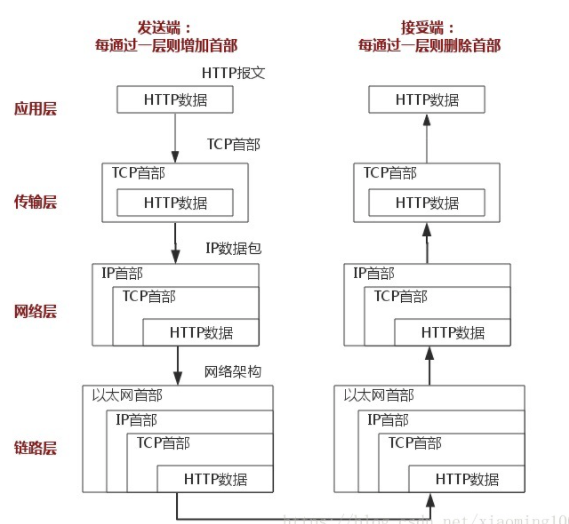 发送端：
每通过一层则增加首部
接受端：
每通过一层则删除首部
HTTP报文
应用层
HTTP数据
HTTP数据
TCP首部
TCP首部
TCP首部
传输层
HTTP数据
HTTP数据
IP数据包
IP首部
IP首部
TCP首部
TCP首部
网络层
HTTP数据
HTTP数据
网络架构
以太网首部
以太网首部
IP首部
IP首部
TCP首部
TCP首部
链路层
HTTP数据
HTTP数据